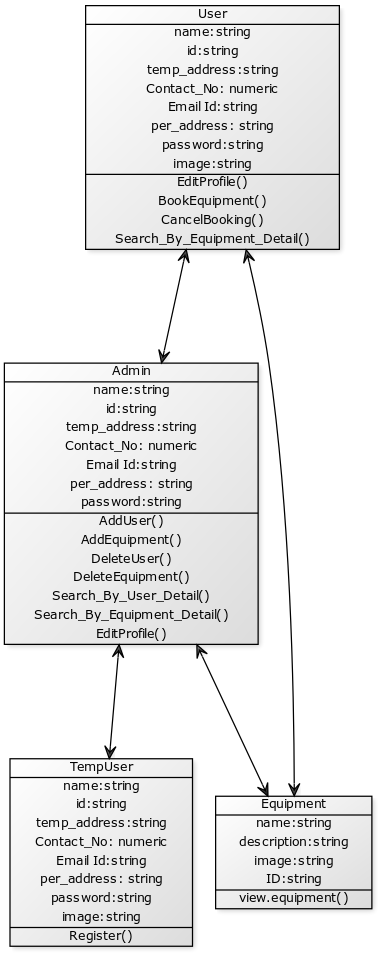 User
name:string
id:string
temp_address:string
Contact_No: numeric
Email Id:string
per_address: string
password:string
image:string
EditProfile()
BookEquipment()
CancelBooking()
Search_By_Equipment_Detail()
Admin
name:string
id:string
temp_address:string
Contact_No: numeric
Email Id:string
per_address: string
password:string
AddUser()
AddEquipment()
DeleteUser()
DeleteEquipment()
Search_By_User_Detail()
Search_By_Equipment_Detail()
EditProfile()
TempUser
name:string
id:string
temp_address:string
Contact_No: numeric
Email Id:string
per_address: string
password:string
image:string
Register()
Equipment
name:string
description:string
image:string
ID:string
view.equipment()